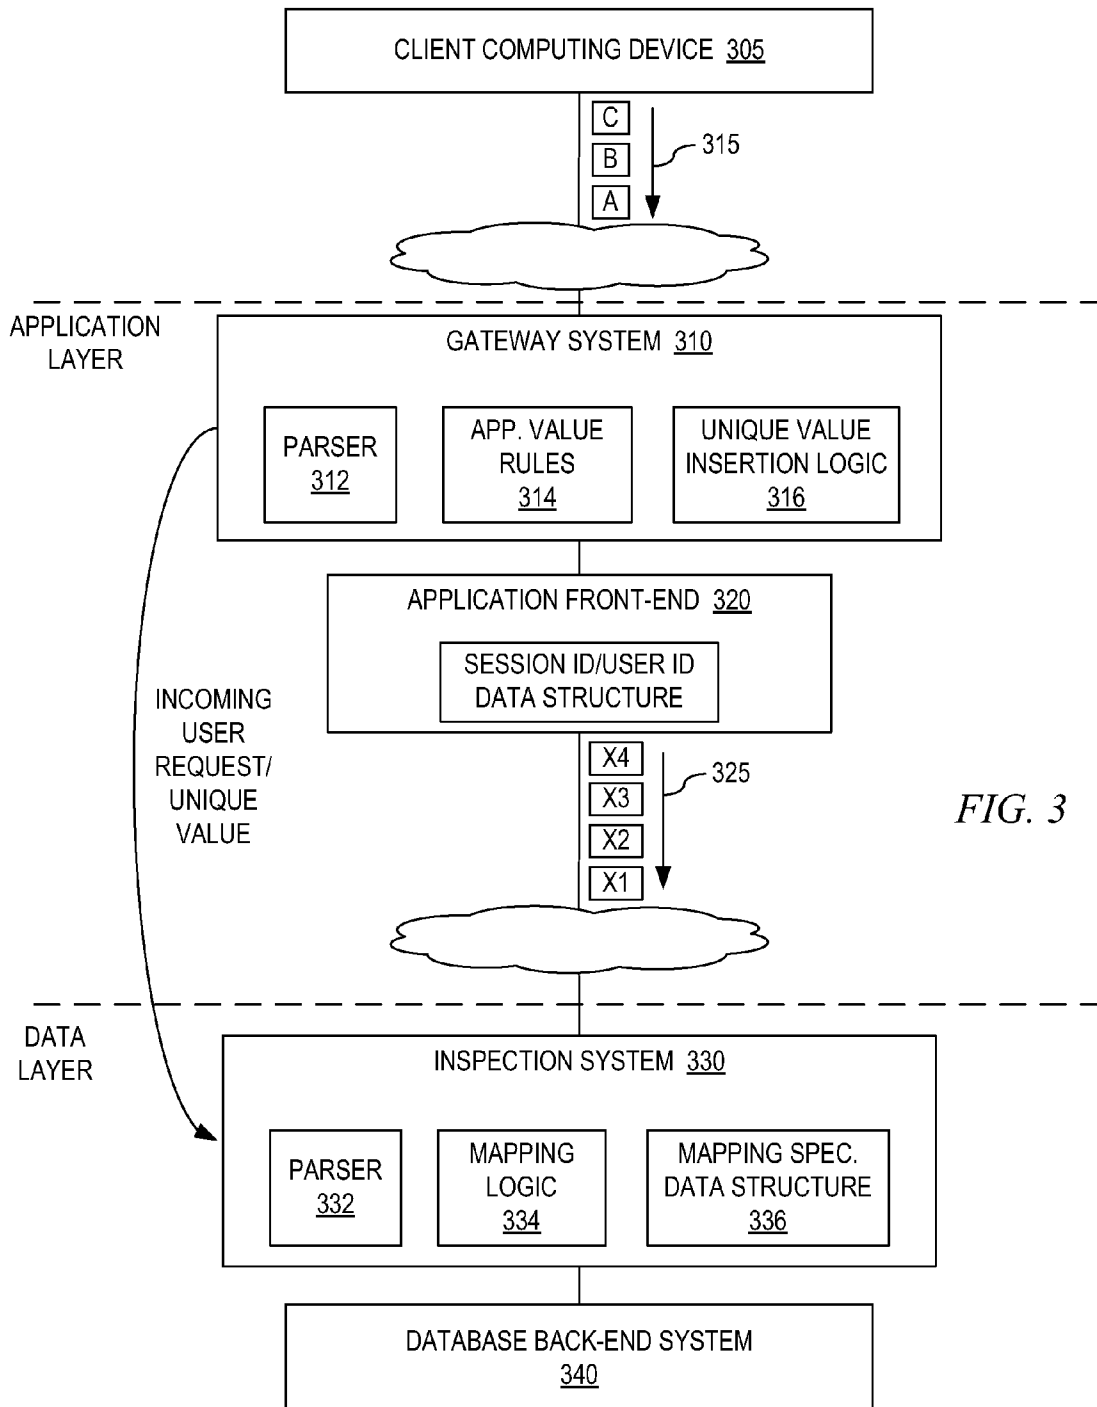 CLIENT COMPUTING DEVICE 305
C
B
A
315
APPLICATION
LAYER
GATEWAY SYSTEM 310
PARSER
312
APP. VALUE
RULES
314
UNIQUE VALUE
INSERTION LOGIC
316
APPLICATION FRONT-END 320
SESSION ID/USER ID
DATA STRUCTURE
INCOMING
USER
REQUEST/
UNIQUE
VALUE
X4
X3
X2
X1
325
FIG. 3
DATA
LAYER
INSPECTION SYSTEM 330
PARSER
332
MAPPING
LOGIC
334
MAPPING SPEC.
DATA STRUCTURE
336
DATABASE BACK-END SYSTEM
340